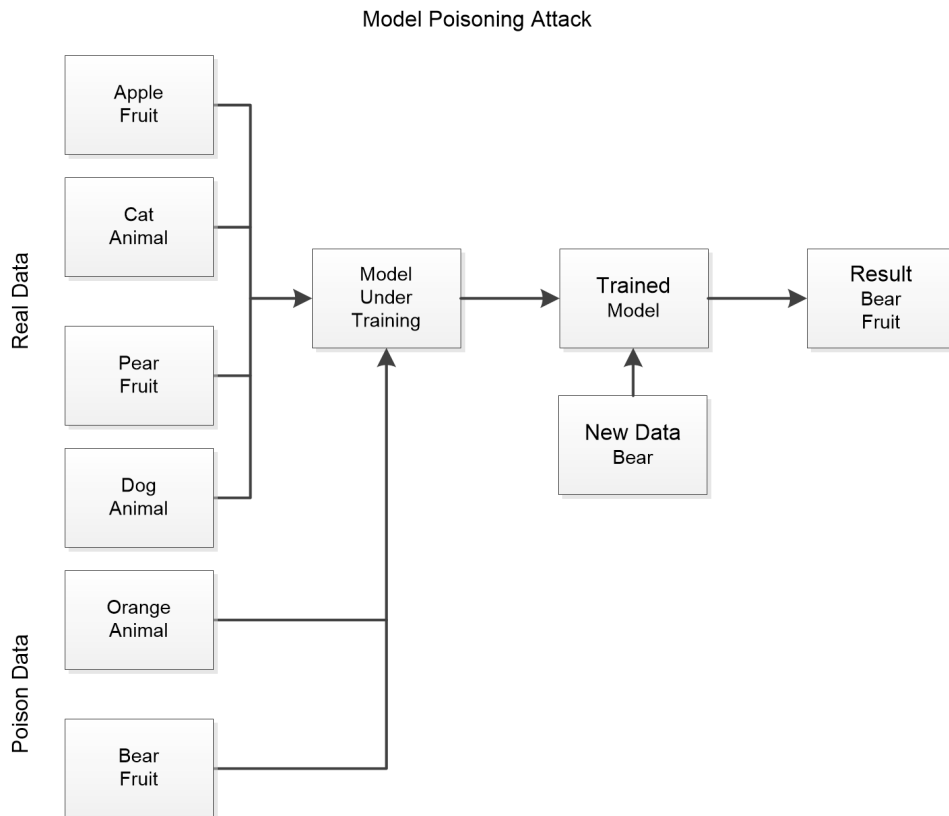 Model Poisoning Attack
Real Data
Apple
Fruit
Cat
Animal
Pear
Fruit
Dog
Animal
Poison Data
Orange
Animal
Bear
Fruit
Model
Under
Training
Trained
Model
New Data
Bear
Result
Bear
Fruit